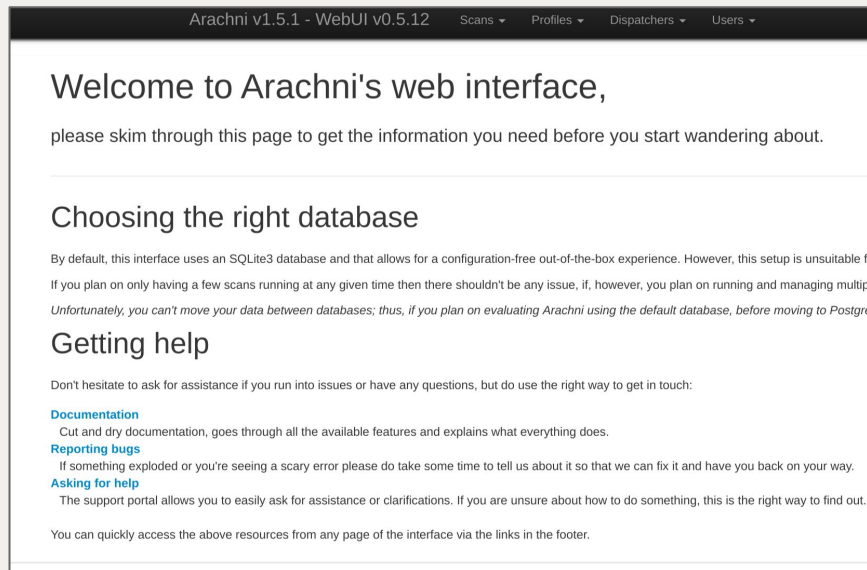 Arachni v1.5.1 - WebUI v0.5.12 Scans Profiles Dispatchers Users
Welcome to Arachni's web interface,
please skim through this page to get the information you need before you start wandering about.
Choosing the right database
By default, this interface uses an SQLite3 database and that allows for a configuration-free out-of-the-box experience. However, this setup is unsuitable
If you plan on only having a few scans running at any given time then there shouldn't be any issue, if, however, you plan on running and managing
Unfortunately, you can't move your data between databases; thus, if you plan on evaluating Arachni using the default database, before moving to
Getting help
Don't hesitate to ask for assistance if you run into issues or have any questions, but do use the right way to get in touch:
Documentation
Cut and dry documentation, goes through all the available features and explains what everything does.
Reporting bugs
If something exploded or you're seeing a scary error please do take some time to tell us about it so that we can fix it and have you back on your way.
Asking for help
The support portal allows you to easily ask for assistance or clarifications. If you are unsure about how to do something, this is the right way to find out.
You can quickly access the above resources from any page of the interface via the links in the footer.